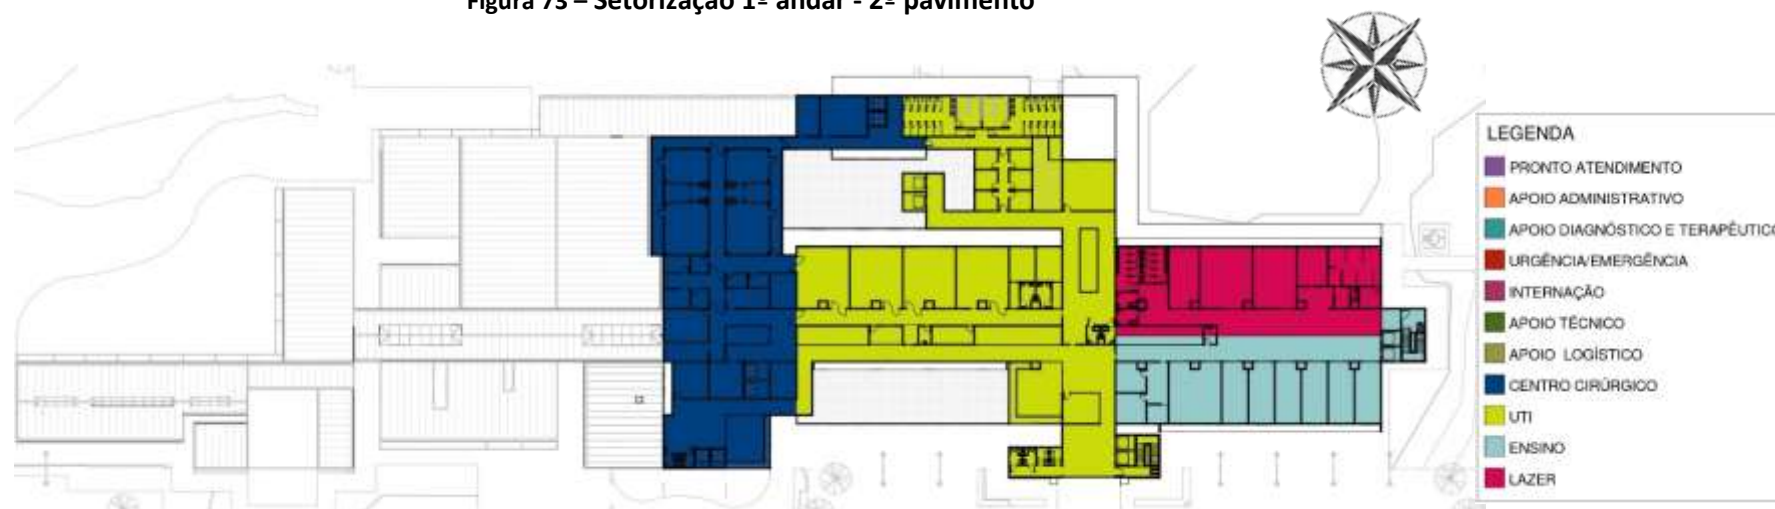 Figura 73 – Setorização 1º andar - 2º pavimento
LEGENDA
PRONTO ATENDIMENTO
APOIO ADMINISTRATIVO
APOIO DIAGNÓSTICO E TERAPÊUTICO
URGÊNCIA/EMERGÊNCIA
INTERNAÇÃO
APOIO TÉCNICO
APOIO LOGÍSTICO
CENTRO CIRÚRGICO
UTI
ENSINO
LAZER